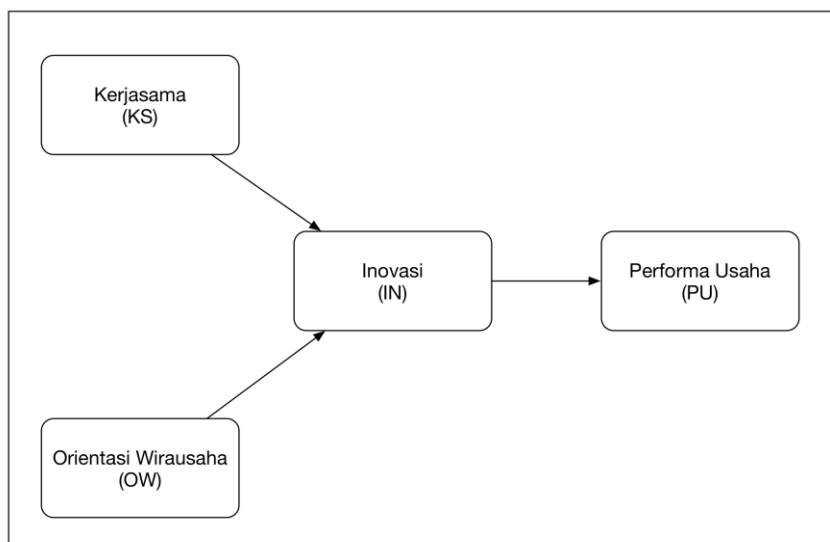 Kerjasama
(KS)
Inovasi
(IN)
Performa Usaha
(PU)
Orientasi Wirausaha
(OW)